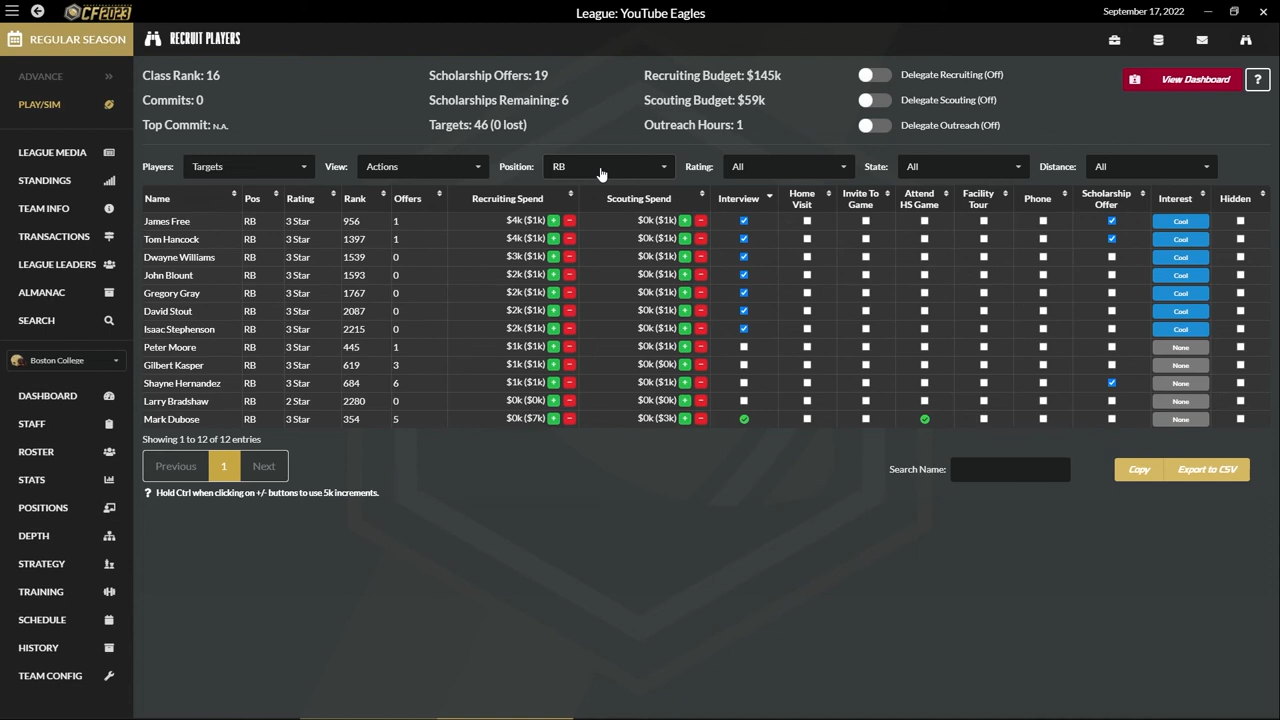 CF2023
League: YouTube Eagles
September 17, 2022
REGULAR SEASON
RECRUIT PLAYERS
ADVANCE
PLAY/SIM
LEAGUE MEDIA
STANDINGS
TEAM INFO
TRANSACTIONS
LEAGUE LEADERS
ALMANAC
SEARCH
Boston College
DASHBOARD
STAFF
ROSTER
STATS
POSITIONS
DEPTH
STRATEGY
TRAINING
SCHEDULE
HISTORY
TEAM CONFIG
Class Rank: 16
Commits: 0
Top Commit: N.A.
Scholarship Offers: 19
Scholarships Remaining: 6
Targets: 46 (0 lost)
Recruiting Budget: $145k
Scouting Budget: $59k
Outreach Hours: 1
Delegate Recruiting (Off)
Delegate Scouting (Off)
Delegate Outreach (Off)
View Dashboard
?
Players: Targets View: Actions Position: RB Rating: All State: All Distance: All
Name Pos Rating Rank Offers Recruiting Spend Scouting Spend Interview Home Visit Invite To Game Attend HS Game Facility Tour Phone Scholarship Offer Interest Hidden
James Free RB 3 Star 956 1 $4k ($1k) + − $0k ($1k) + − Cool
Tom Hancock RB 3 Star 1397 1 $4k ($1k) + − $0k ($1k) + − Cool
Dwayne Williams RB 3 Star 1539 0 $3k ($1k) + − $0k ($1k) + − Cool
John Blount RB 3 Star 1593 0 $2k ($1k) + − $0k ($1k) + − Cool
Gregory Gray RB 3 Star 1767 0 $2k ($1k) + − $0k ($1k) + − Cool
David Stout RB 3 Star 2087 0 $2k ($1k) + − $0k ($1k) + − Cool
Isaac Stephenson RB 3 Star 2215 0 $2k ($1k) + − $0k ($1k) + − Cool
Peter Moore RB 3 Star 445 1 $1k ($1k) + − $0k ($1k) + − None
Gilbert Kasper RB 3 Star 619 3 $1k ($1k) + − $0k ($0k) + − None
Shayne Hernandez RB 3 Star 684 6 $1k ($1k) + − $0k ($1k) + − None
Larry Bradshaw RB 2 Star 2280 0 $0k ($0k) + − $0k ($0k) + − None
Mark Dubose RB 3 Star 354 5 $0k ($7k) + − $0k ($3k) + − None
Showing 1 to 12 of 12 entries
Previous 1 Next
Search Name:
Copy Export to CSV
? Hold Ctrl when clicking on +/- buttons to use 5k increments.